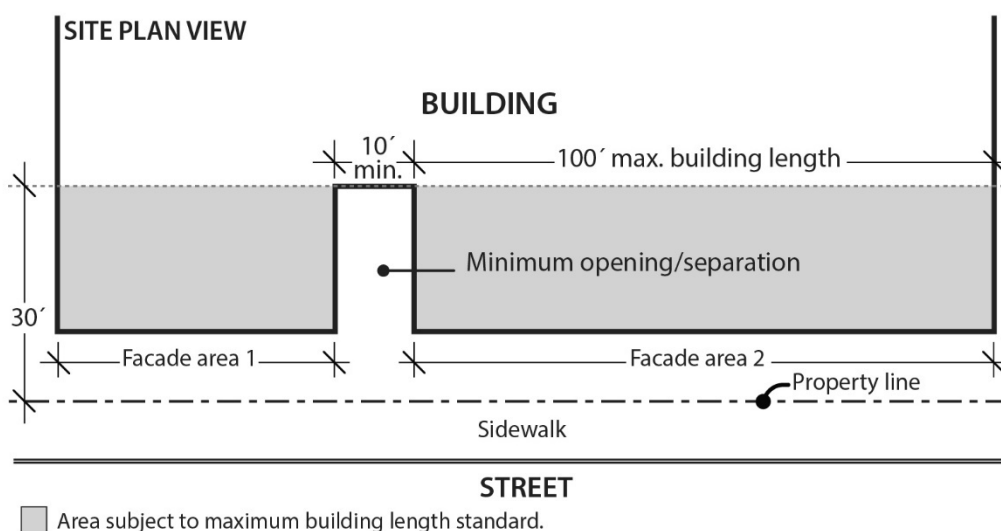 SITE PLAN VIEW
BUILDING
10´
min.
100´ max. building length
Minimum opening/separation
30´
Facade area 1
Facade area 2
Property line
Sidewalk
STREET
Area subject to maximum building length standard.